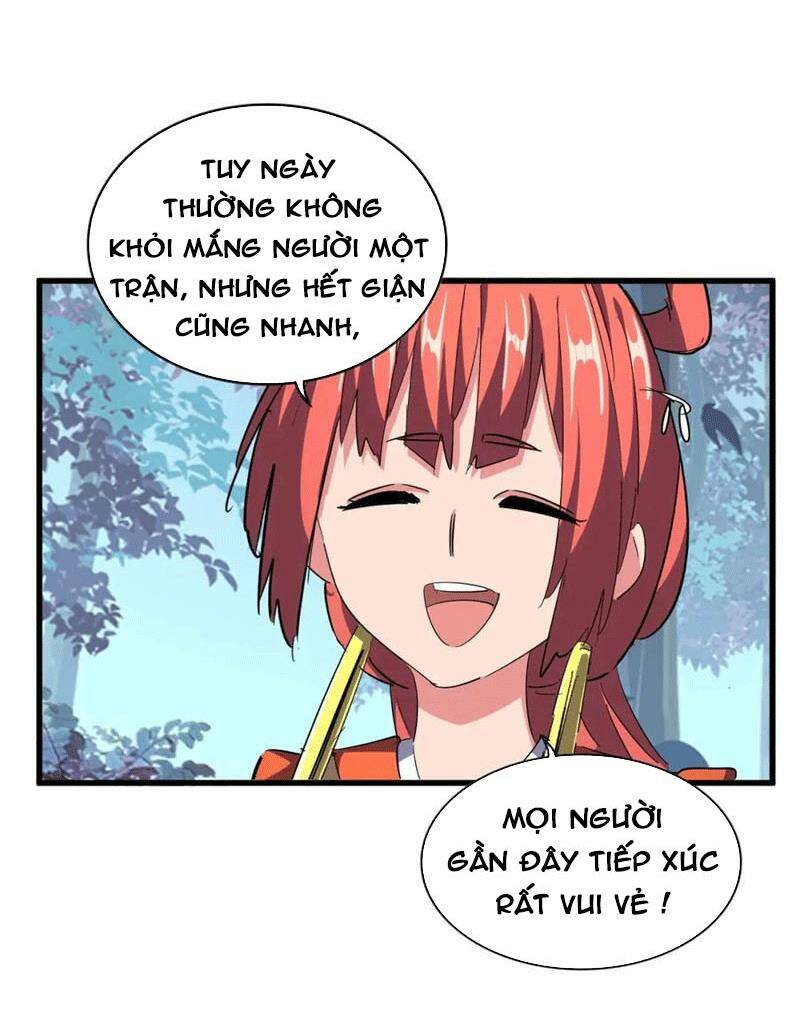 TUY NGÀY
THƯỜNG KHÔNG
KHỎI MẮNG NGƯỜI MỘT
TRẬN, NHƯNG HẾT GIẬN
CŨNG NHANH,
MỌI NGƯỜI
GẦN ĐÂY TIẾP XÚC
RẤT VUI VẺ !